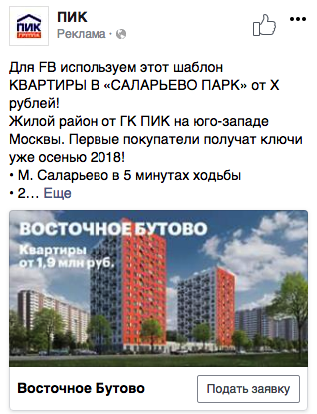 ПИК
ГРУППА
ПИК
Реклама ·
Для FB используем этот шаблон
КВАРТИРЫ В «САЛАРЬЕВО ПАРК» от X
рублей!
Жилой район от ГК ПИК на юго-западе
Москвы. Первые покупатели получат ключи
уже осенью 2018!
• М. Саларьево в 5 минутах ходьбы
• 2… Еще
ВОСТОЧНОЕ БУТОВО
Квартиры
от 1,9 млн руб.
Восточное Бутово
Подать заявку